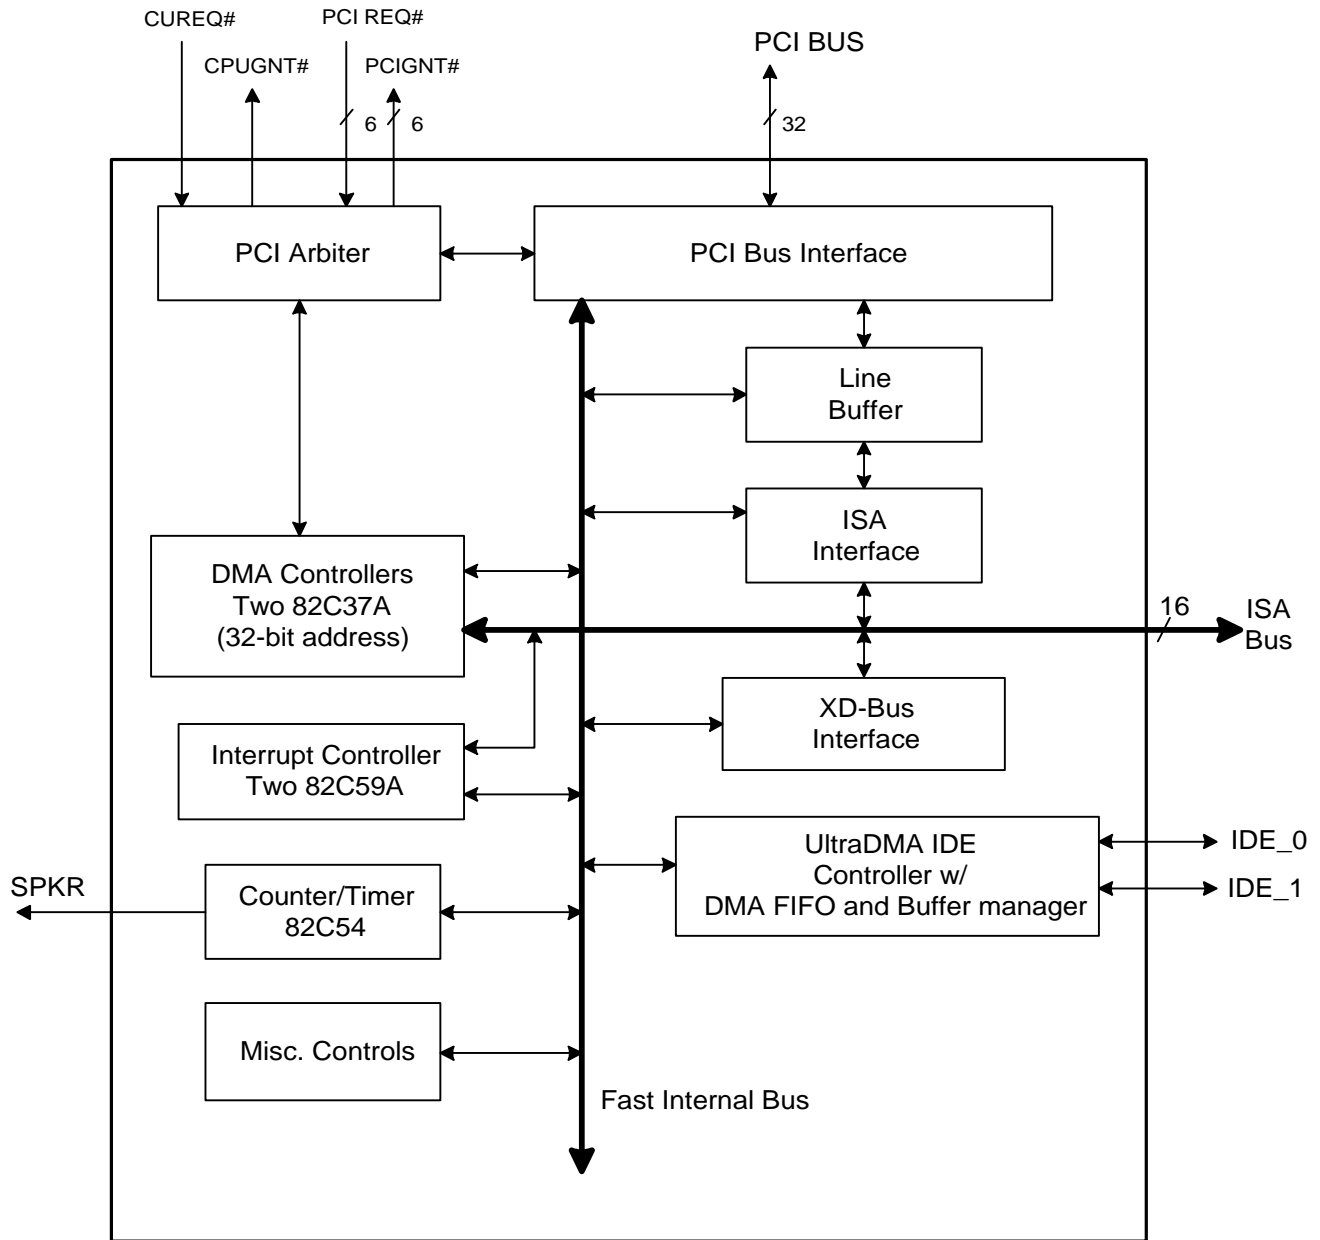 CUREQ#
PCI REQ#
CPUGNT#
PCIGNT#
PCI BUS
6
6
32
PCI Arbiter
PCI Bus Interface
Line
Buffer
ISA
Interface
DMA Controllers
Two 82C37A
(32-bit address)
16
ISA
Bus
XD-Bus
Interface
Interrupt Controller
Two 82C59A
UltraDMA IDE
Controller w/
DMA FIFO and Buffer manager
IDE_0
IDE_1
SPKR
Counter/Timer
82C54
Misc. Controls
Fast Internal Bus